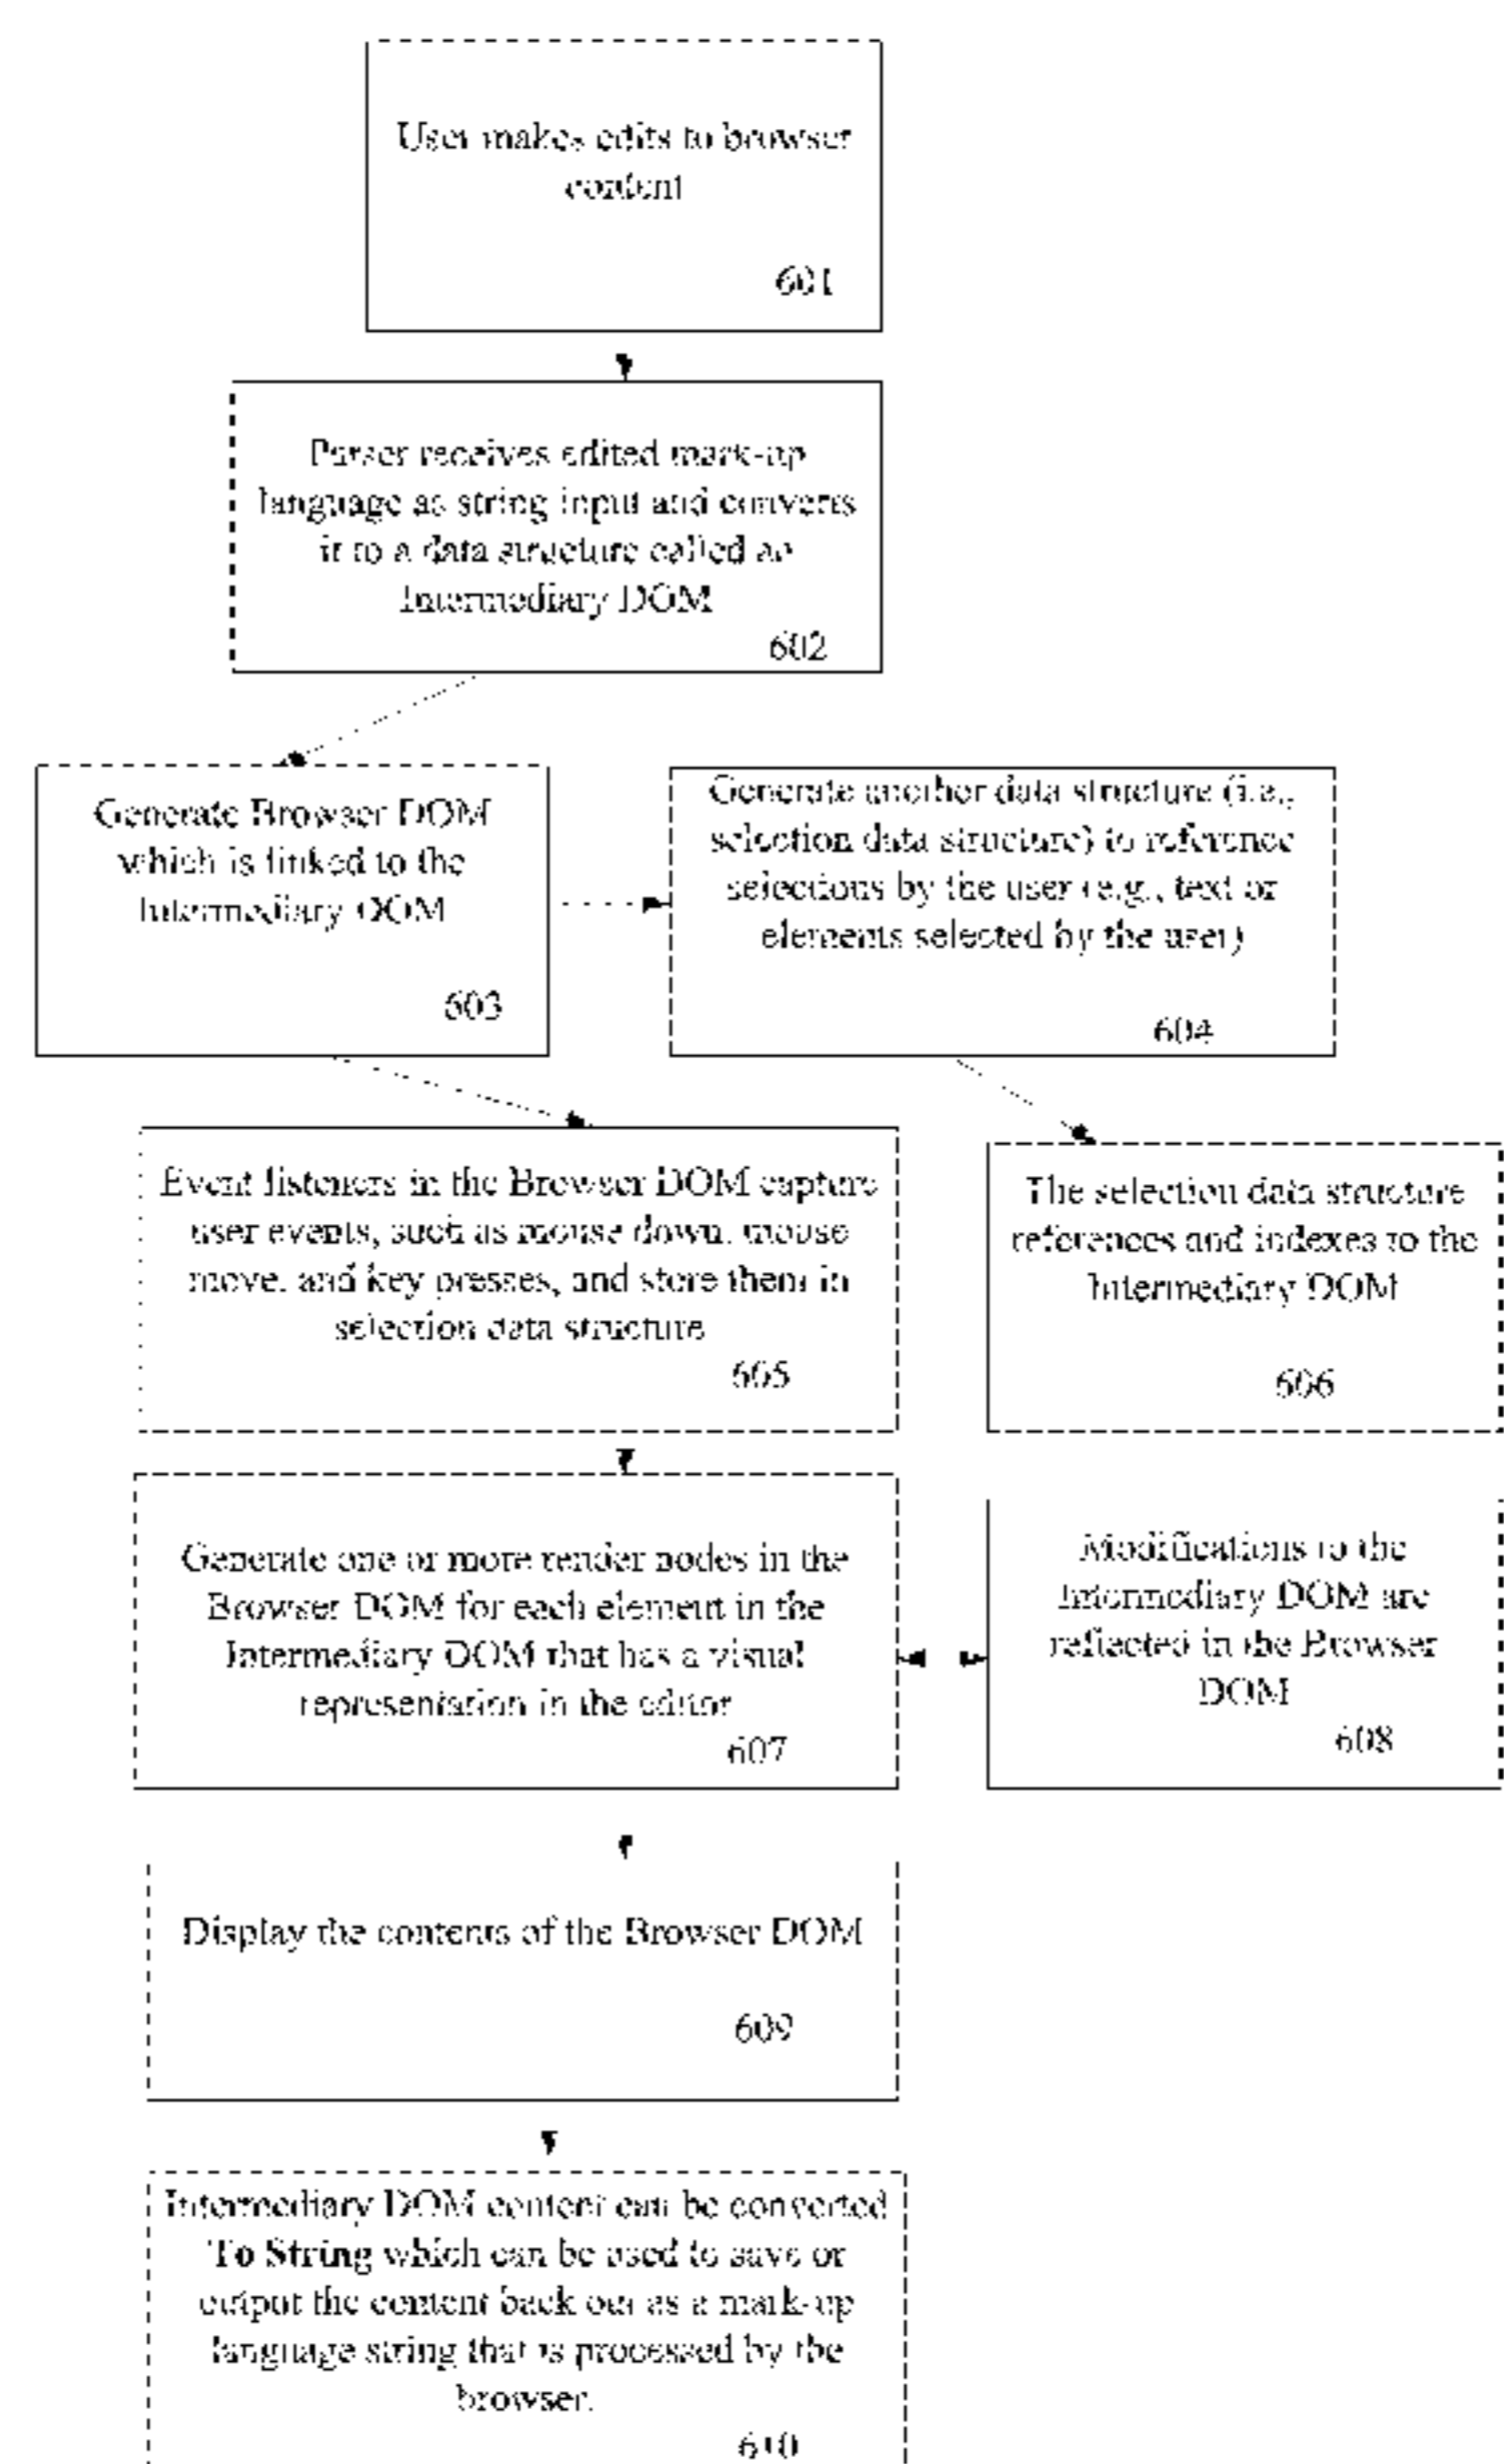 User makes edits to browser
content
601
Parser receives edited mark-up
language as string input and converts
it to a data structure called an
Intermediary DOM
602
Generate Browser DOM
which is linked to the
Intermediary DOM
603
Generate another data structure (i.e.,
selection data structure) to reference
selections by the user (e.g., text or
elements selected by the user)
604
Event listeners in the Browser DOM capture
user events, such as mouse down, mouse
move, and key presses, and store them in
selection data structure
605
The selection data structure
references and indexes to the
Intermediary DOM
606
Generate one or more render nodes in the
Browser DOM for each element in the
Intermediary DOM that has a visual
representation in the editor
607
Modifications to the
Intermediary DOM are
reflected in the Browser
DOM
608
Display the contents of the Browser DOM
609
Intermediary DOM content can be converted
To String which can be used to save or
output the content back out as a mark-up
language string that is processed by the
browser.
610